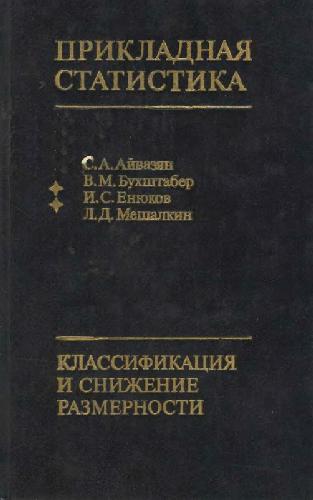 ПРИКЛАДНАЯ
СТАТИСТИКА
С.А.Айвазян
В.М.Бухштабер
И.С.Енюков
Л.Д.Мешалкин
КЛАССИФИКАЦИЯ
И СНИЖЕНИЕ
РАЗМЕРНОСТИ